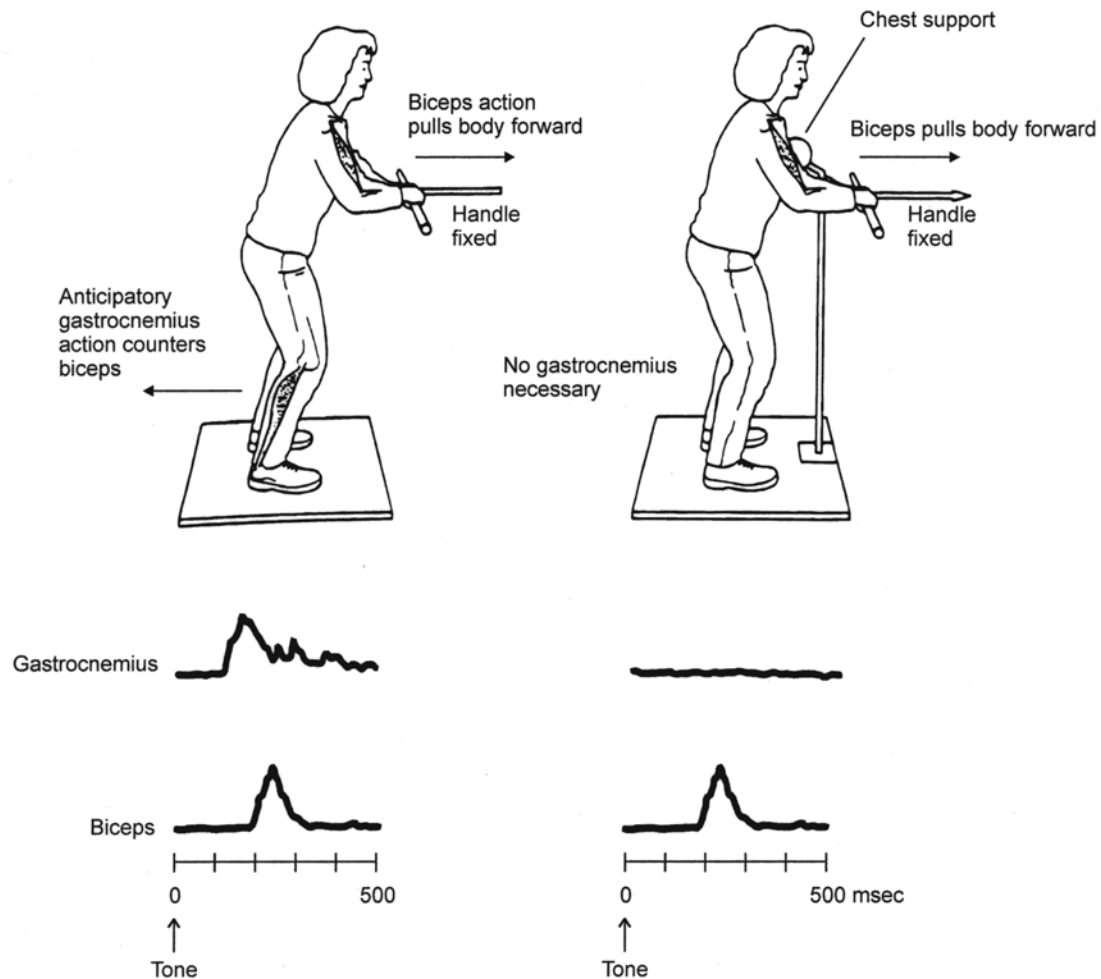 Chest support
Biceps action
pulls body forward
Biceps pulls body forward
Handle
fixed
Handle
fixed
Anticipatory
gastrocnemius
action counters
biceps
No gastrocnemius
necessary
Gastrocnemius
Biceps
0
500
0
500 msec
Tone
Tone